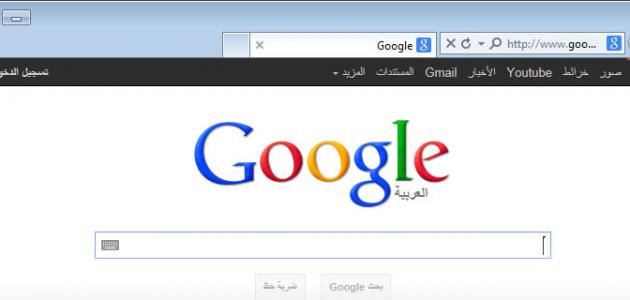 http://www.goo...
Google
صور خرائط Youtube الأخبار Gmail المستندات المزيد
تسجيل الدخو
Google
العربية
بحث Google ضربة حظ